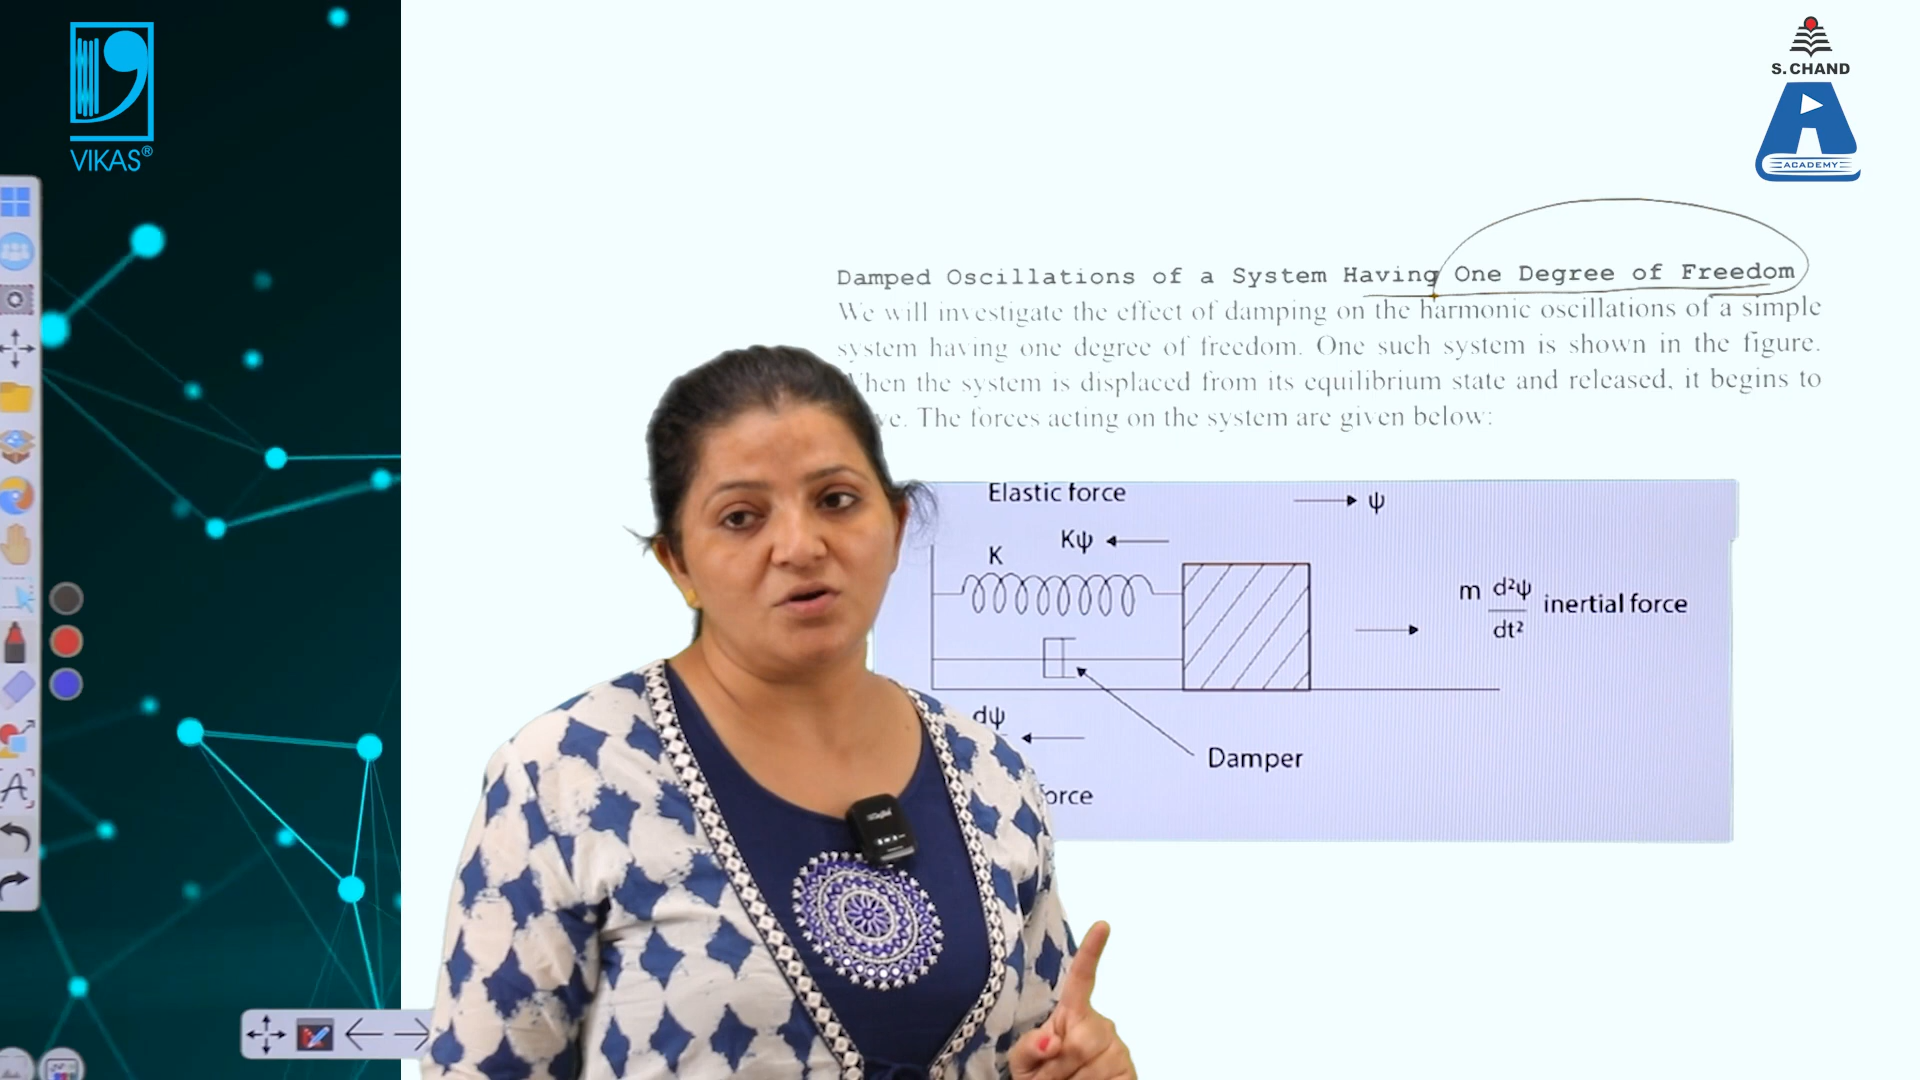 VIKAS®
S. CHAND
ACADEMY
Damped Oscillations of a System Having One Degree of Freedom
We will investigate the effect of damping on the harmonic oscillations of a simple
system having one degree of freedom. One such system is shown in the figure.
When the system is displaced from its equilibrium state and released, it begins to
The forces acting on the system are given below:
Elastic force
ψ
Kψ
K
m d²ψ inertial force
dt²
dψ
Damper